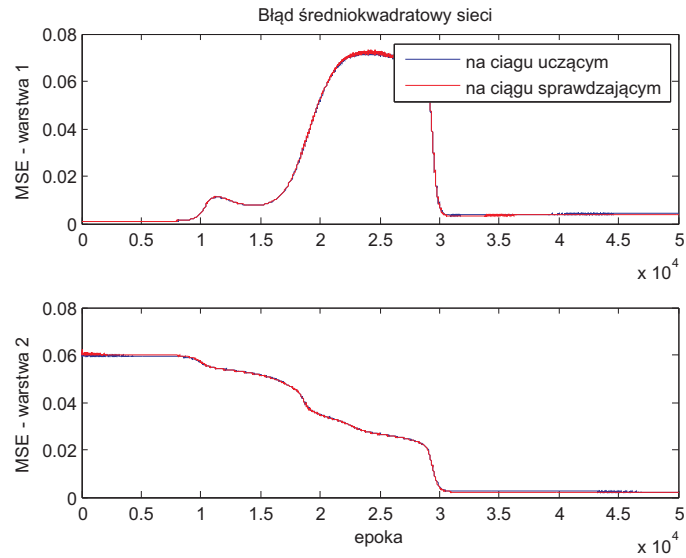 Błąd średniokwadratowy sieci
0.08
0.06
0.04
0.02
0
MSE - warstwa 1
na ciagu uczącym
na ciągu sprawdzającym
0 0.5 1 1.5 2 2.5 3 3.5 4 4.5 5
x 10^4
0.08
0.06
0.04
0.02
0
MSE - warstwa 2
0 0.5 1 1.5 2 2.5 3 3.5 4 4.5 5
epoka
x 10^4